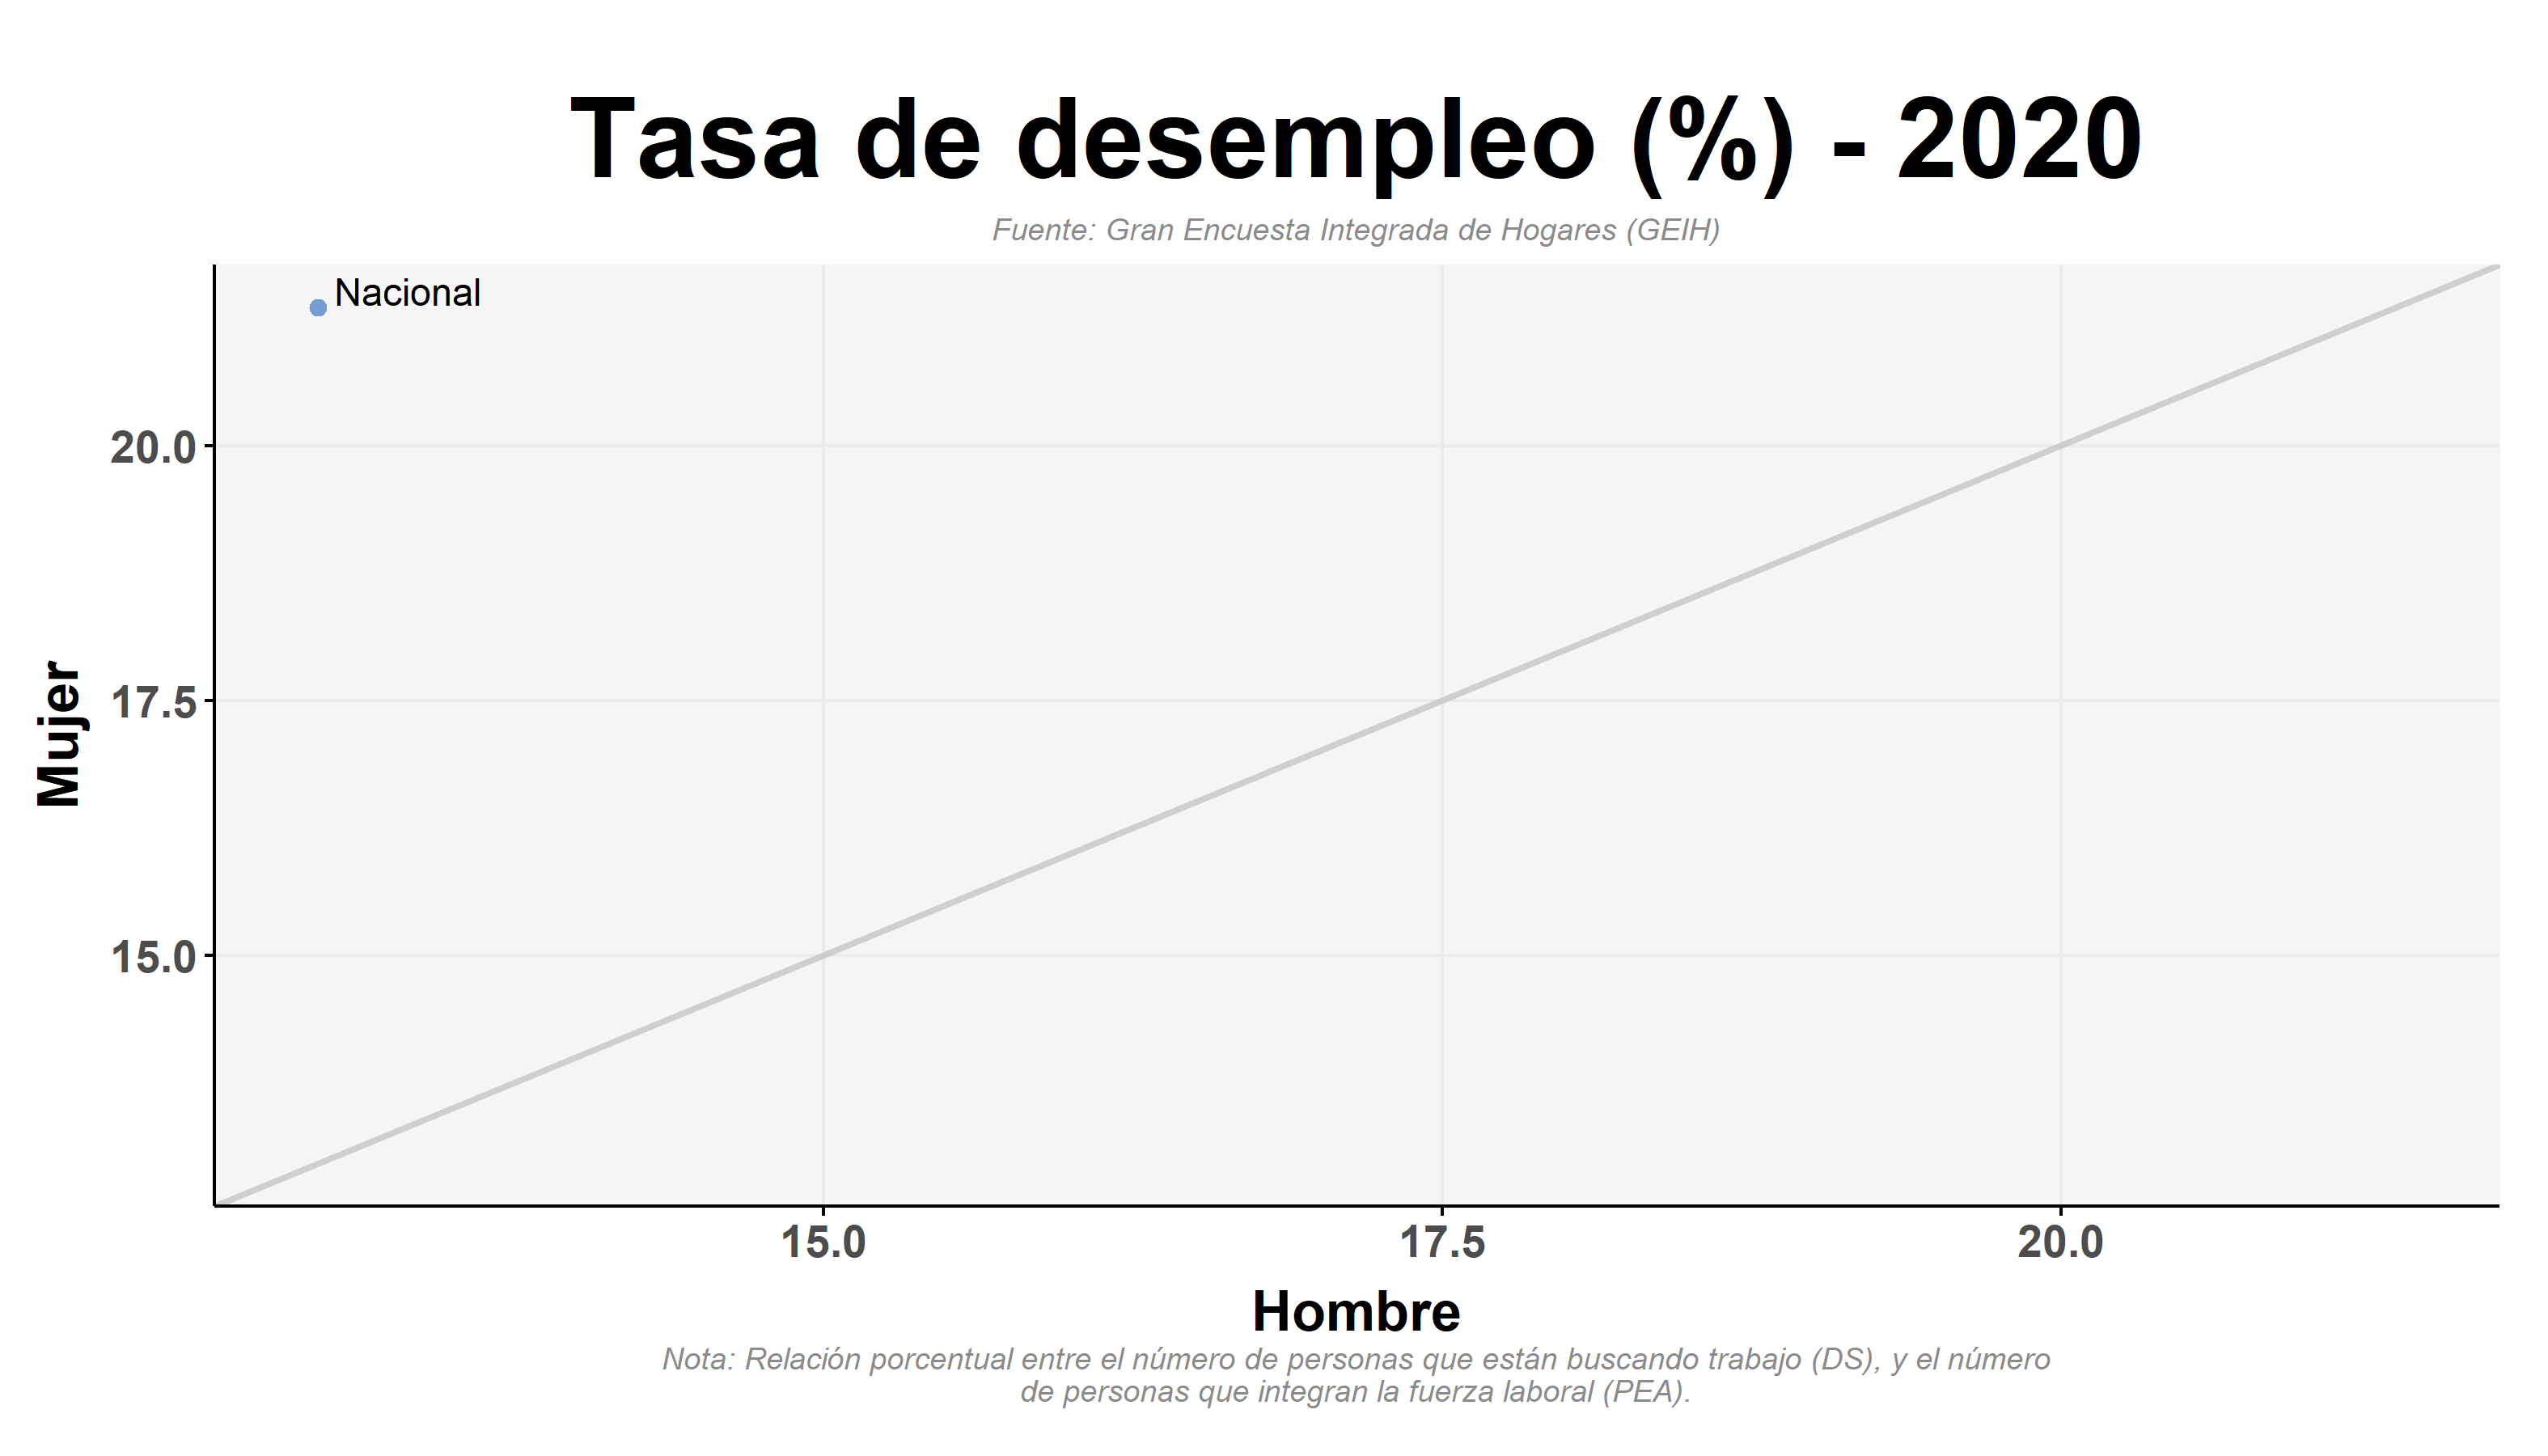 Tasa de desempleo (%) - 2020
Fuente: Gran Encuesta Integrada de Hogares (GEIH)
Nacional
20.0
17.5
15.0
Mujer
15.0
17.5
20.0
Hombre
Nota: Relación porcentual entre el número de personas que están buscando trabajo (DS), y el número
de personas que integran la fuerza laboral (PEA).